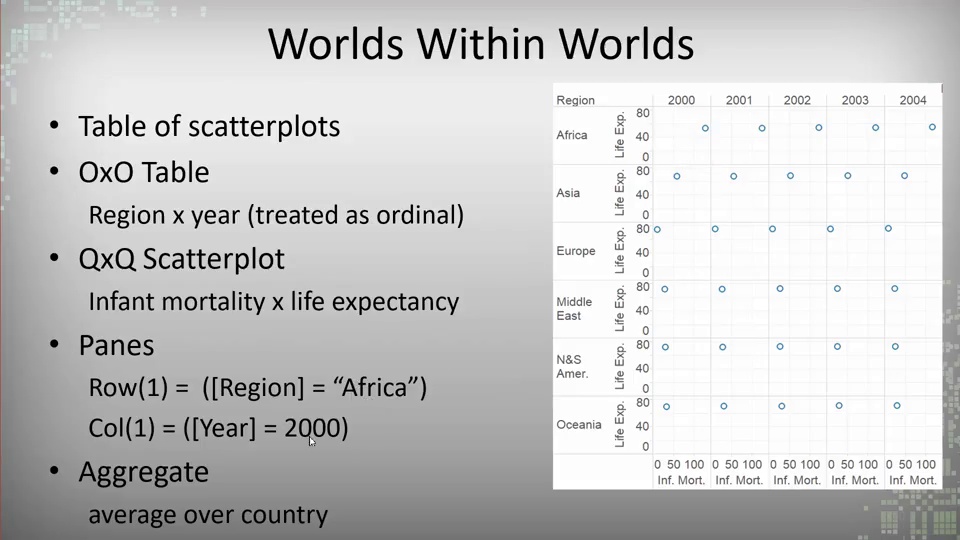 Worlds Within Worlds
• Table of scatterplots
• OxO Table
Region x year (treated as ordinal)
• QxQ Scatterplot
Infant mortality x life expectancy
• Panes
Row(1) = ([Region] = “Africa”)
Col(1) = ([Year] = 2000)
• Aggregate
average over country
Region 2000 2001 2002 2003 2004
Africa Life Exp. 80 40 0
Asia Life Exp. 80 40 0
Europe Life Exp. 80 40 0
Middle East Life Exp. 80 40 0
N&S Amer. Life Exp. 80 40 0
Oceania Life Exp. 80 40 0
0 50 100 0 50 100 0 50 100 0 50 100 0 50 100
Inf. Mort. Inf. Mort. Inf. Mort. Inf. Mort. Inf. Mort.